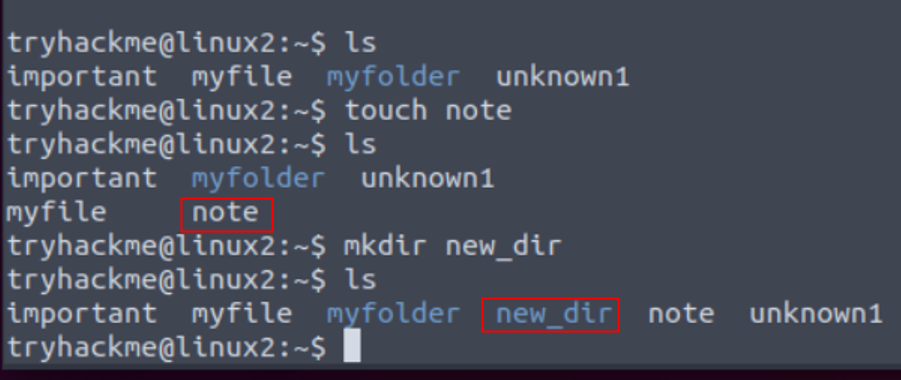 tryhackme@linux2:~$ ls
important myfile myfolder unknown1
tryhackme@linux2:~$ touch note
tryhackme@linux2:~$ ls
important myfolder unknown1
myfile note
tryhackme@linux2:~$ mkdir new_dir
tryhackme@linux2:~$ ls
important myfile myfolder new_dir note unknown1
tryhackme@linux2:~$